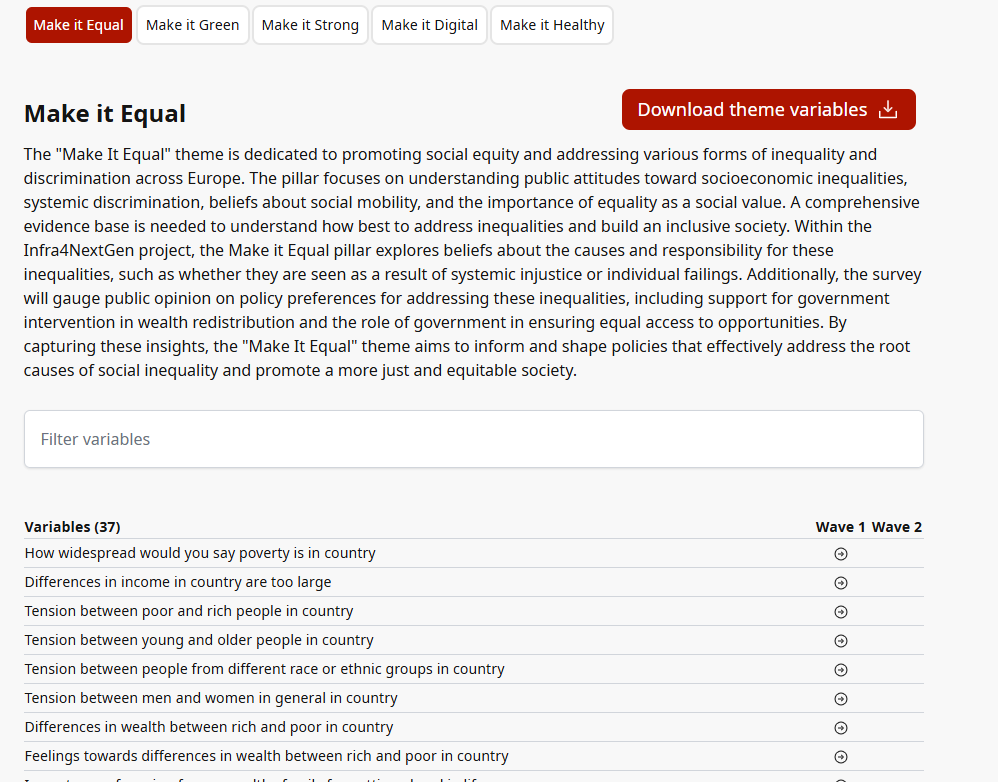 Make it Equal Make it Green Make it Strong Make it Digital Make it Healthy
Make it Equal
Download theme variables
The "Make It Equal" theme is dedicated to promoting social equity and addressing various forms of inequality and
discrimination across Europe. The pillar focuses on understanding public attitudes toward socioeconomic inequalities,
systemic discrimination, beliefs about social mobility, and the importance of equality as a social value. A comprehensive
evidence base is needed to understand how best to address inequalities and build an inclusive society. Within the
Infra4NextGen project, the Make it Equal pillar explores beliefs about the causes and responsibility for these
inequalities, such as whether they are seen as a result of systemic injustice or individual failings. Additionally, the survey
will gauge public opinion on policy preferences for addressing these inequalities, including support for government
intervention in wealth redistribution and the role of government in ensuring equal access to opportunities. By
capturing these insights, the "Make It Equal" theme aims to inform and shape policies that effectively address the root
causes of social inequality and promote a more just and equitable society.
Filter variables
Variables (37) Wave 1 Wave 2
How widespread would you say poverty is in country
Differences in income in country are too large
Tension between poor and rich people in country
Tension between young and older people in country
Tension between people from different race or ethnic groups in country
Tension between men and women in general in country
Differences in wealth between rich and poor in country
Feelings towards differences in wealth between rich and poor in country